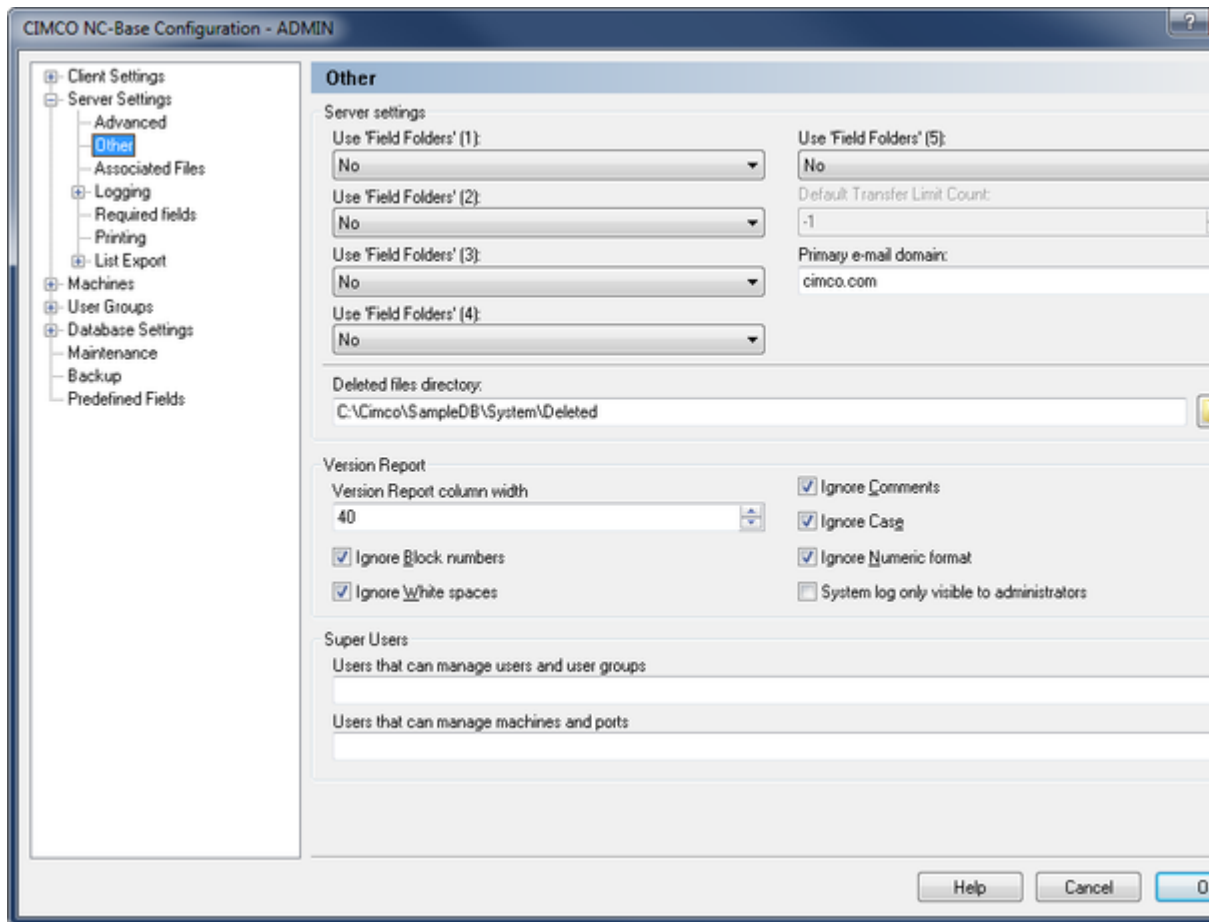 CIMCO NC-Base Configuration - ADMIN
?
Client Settings
Server Settings
Advanced
Other
Associated Files
Logging
Required fields
Printing
List Export
Machines
User Groups
Database Settings
Maintenance
Backup
Predefined Fields
Other
Server settings
Use 'Field Folders' (1):
No
Use 'Field Folders' (2):
No
Use 'Field Folders' (3):
No
Use 'Field Folders' (4):
No
Use 'Field Folders' (5):
No
Default Transfer Limit Count:
-1
Primary e-mail domain:
cimco.com
Deleted files directory:
C:\Cimco\SampleDB\System\Deleted
Version Report
Version Report column width
40
Ignore Block numbers
Ignore White spaces
Ignore Comments
Ignore Case
Ignore Numeric format
System log only visible to administrators
Super Users
Users that can manage users and user groups
Users that can manage machines and ports
Help
Cancel